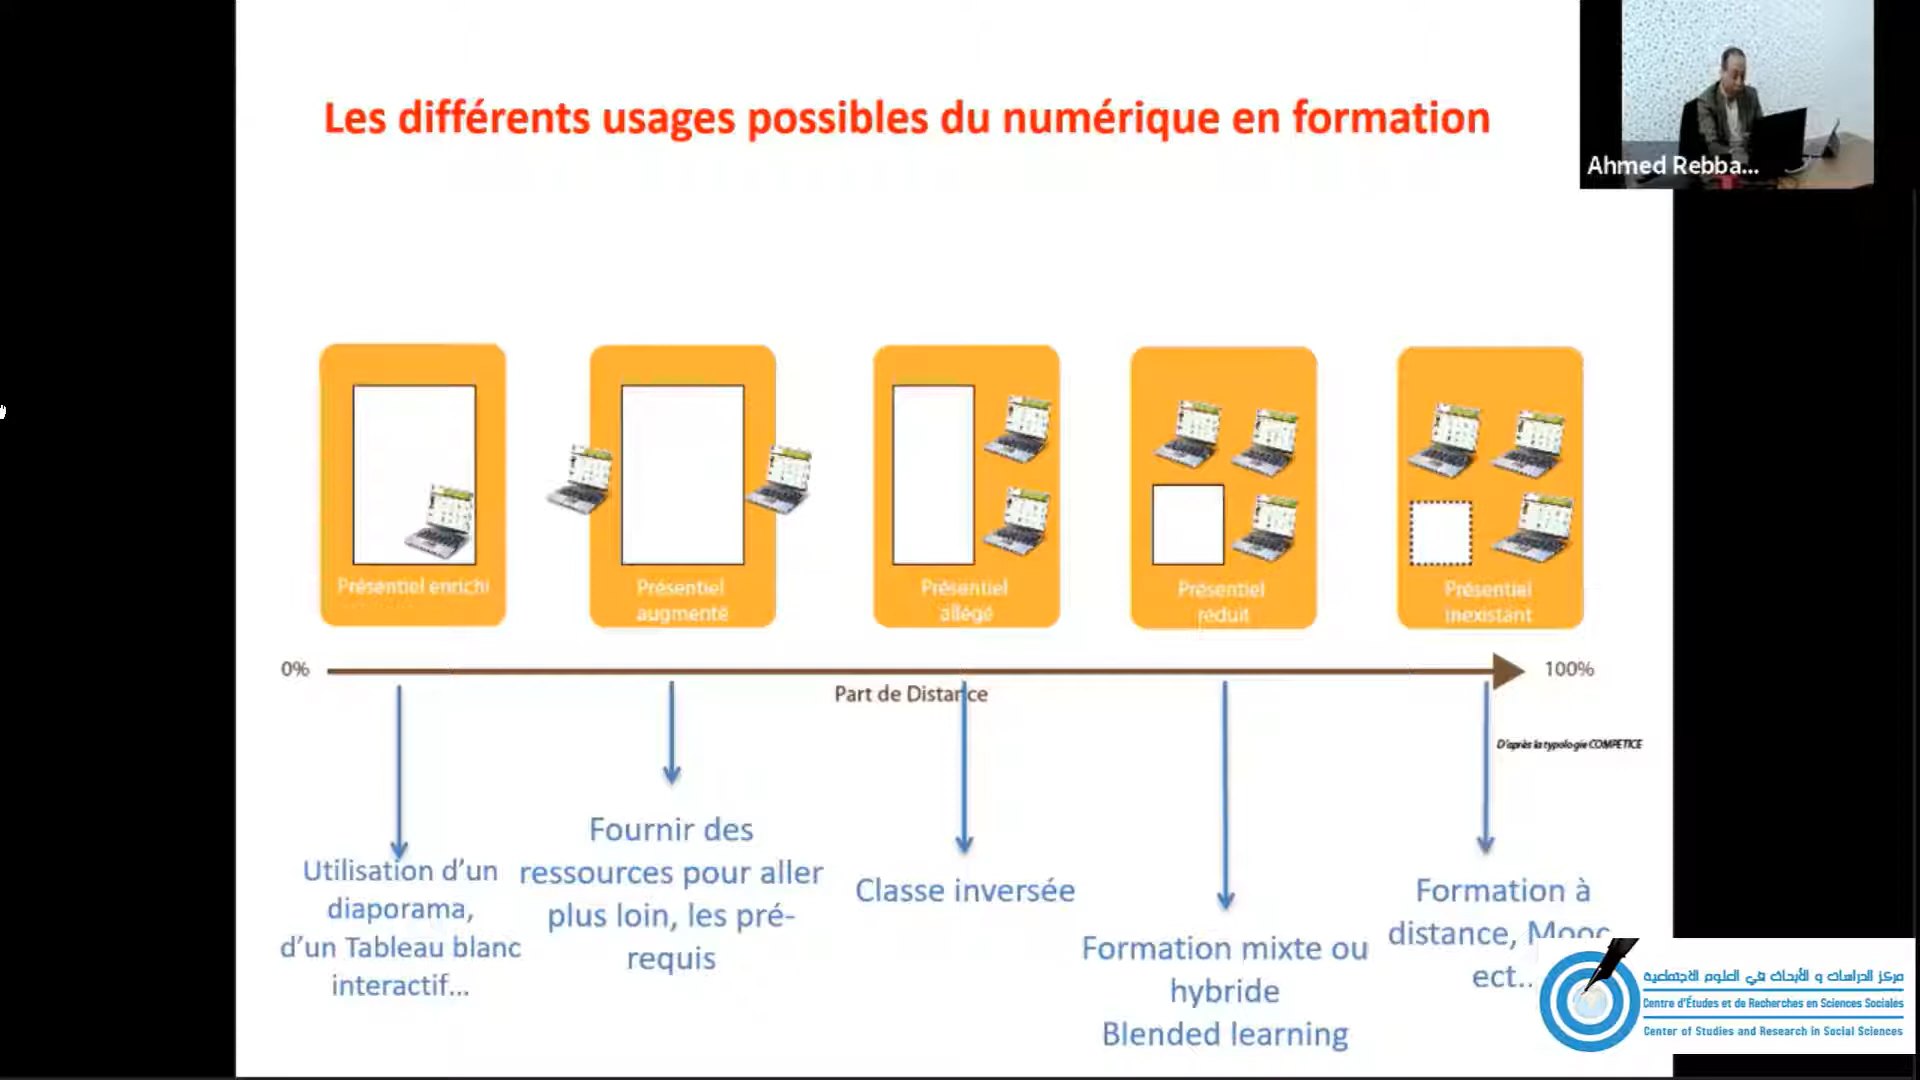 Les différents usages possibles du numérique en formation
Ahmed Rebba...
Présentiel enrichi
Présentiel
augmenté
Présentiel
allégé
Présentiel
réduit
Présentiel
inexistant
0%
100%
Part de Distance
D'après la typologie COMPETICE
Utilisation d'un
diaporama,
d'un Tableau blanc
interactif...
Fournir des
ressources pour aller
plus loin, les pré-
requis
Classe inversée
Formation mixte ou
hybride
Blended learning
Formation à
distance, Mooc
ect..
مركز الدراسات و الأبحاث في العلوم الاجتماعية
Centre d'Études et de Recherches en Sciences Sociales
Center of Studies and Research in Social Sciences